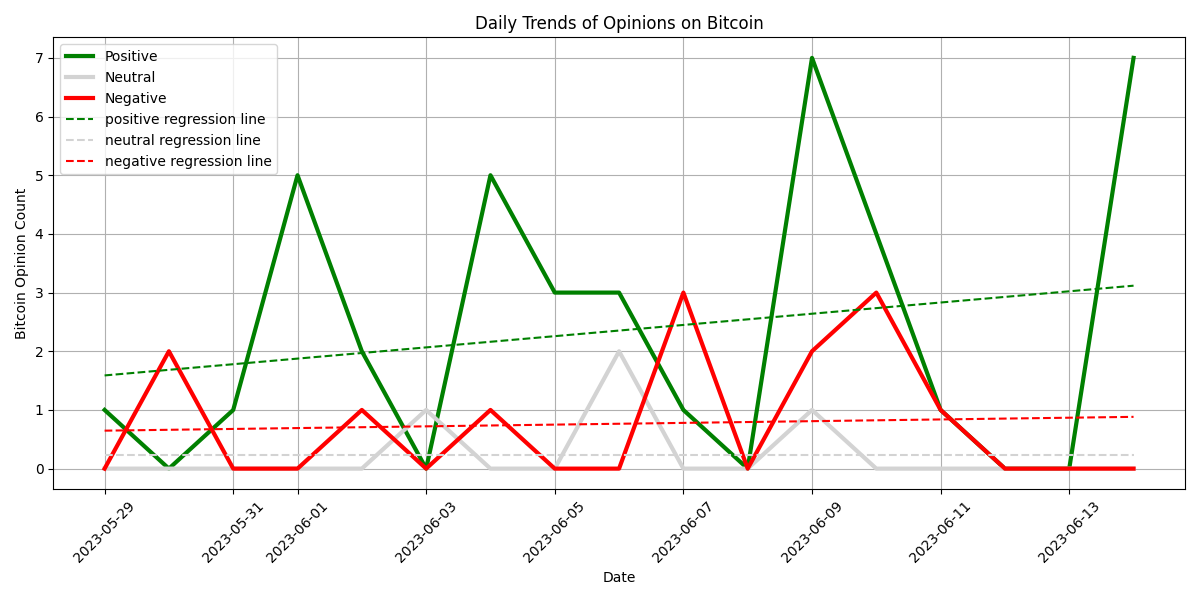 Daily Trends of Opinions on Bitcoin
Positive
Neutral
Negative
positive regression line
neutral regression line
negative regression line
Bitcoin Opinion Count
7
6
5
4
3
2
1
0
2023-05-29
2023-05-31
2023-06-01
2023-06-03
2023-06-05
2023-06-07
2023-06-09
2023-06-11
2023-06-13
Date